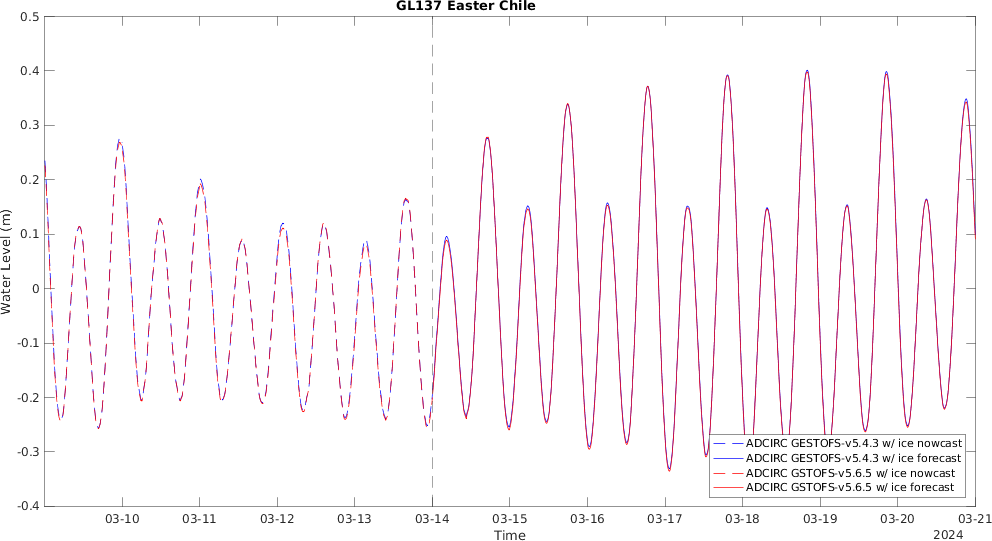 GL137 Easter Chile
0.5
0.4
0.3
0.2
0.1
0
-0.1
-0.2
-0.3
-0.4
Water Level (m)
ADCIRC GESTOFS-v5.4.3 w/ ice nowcast
ADCIRC GESTOFS-v5.4.3 w/ ice forecast
ADCIRC GSTOFS-v5.6.5 w/ ice nowcast
ADCIRC GSTOFS-v5.6.5 w/ ice forecast
03-10 03-11 03-12 03-13 03-14 03-15 03-16 03-17 03-18 03-19 03-20 03-21
Time
2024